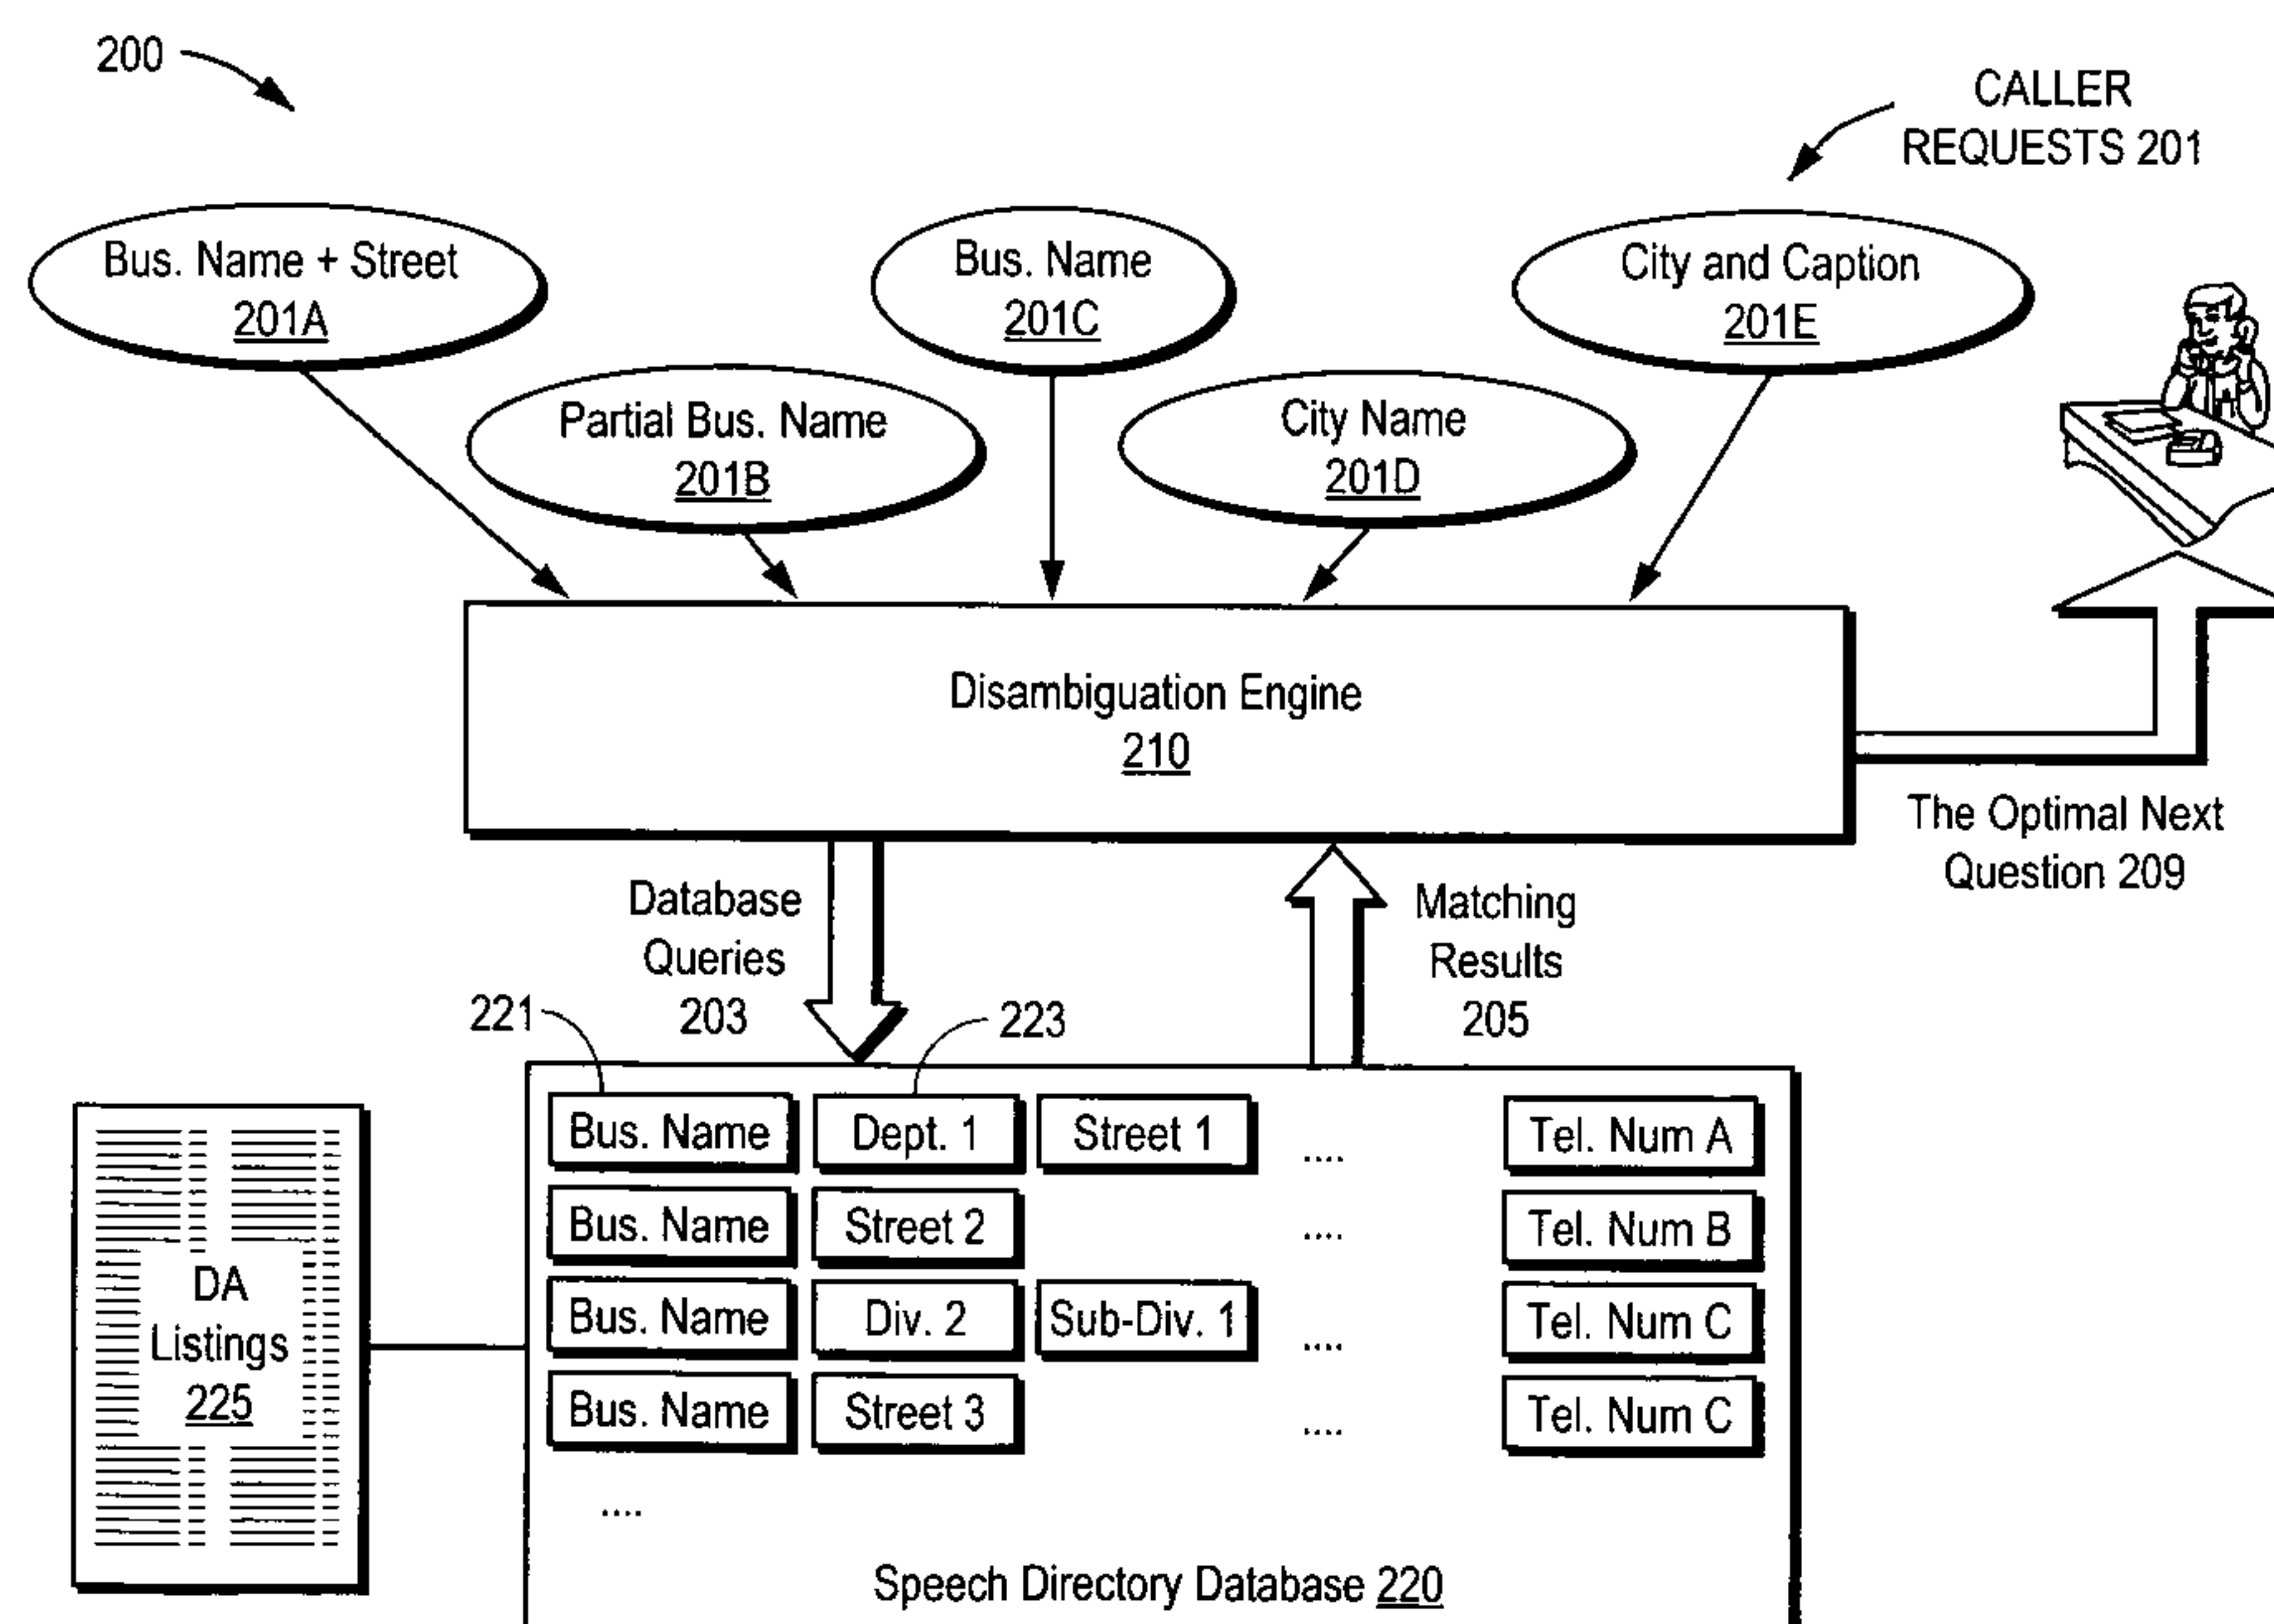 200
CALLER
REQUESTS 201
Bus. Name + Street
201A
Bus. Name
201C
City and Caption
201E
Partial Bus. Name
201B
City Name
201D
Disambiguation Engine
210
The Optimal Next
Question 209
Database
Queries
203
Matching
Results
205
221
223
Bus. Name Dept. 1 Street 1 .... Tel. Num A
Bus. Name Street 2 .... Tel. Num B
Bus. Name Div. 2 Sub-Div. 1 .... Tel. Num C
Bus. Name Street 3 .... Tel. Num C
....
DA
Listings
225
Speech Directory Database 220